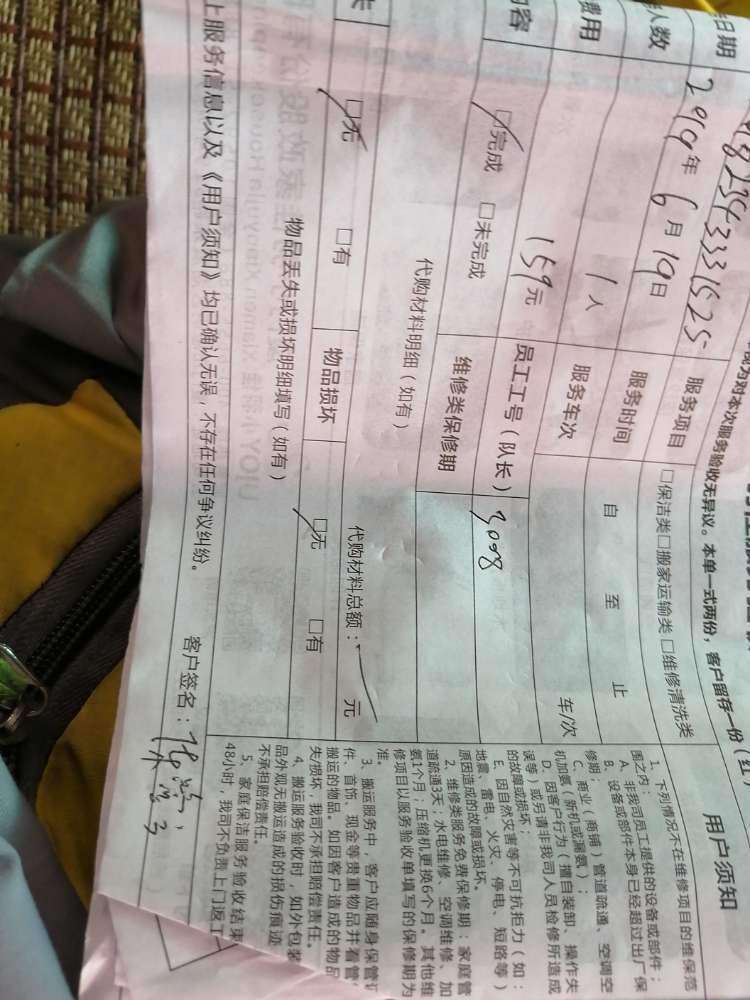 我为对本次服务验收无异议。本单一式两份，客户留存一份（红）
日期
2019年6月19日
服务项目
□保洁类□搬家运输类□维修清洗类
人数
1人
服务时间
自 至 止
费用
159元
服务车次
车/次
内容
☑完成 □未完成
员工工号（队长）
3008
维修类保修期
代购材料明细（如有）
代购材料总额： 元
☑无 □有
物品损坏
☑无 □有
物品丢失或损坏明细填写（如有）
上服务信息以及《用户须知》均已确认无误，不存在任何争议纠纷。
客户签名：
用户须知
1、下列情况不在维修项目的维保范
围之内：
A、非我司员工提供的设备或部件；
B、设备或部件本身已经超过出厂保
修期；
C、商业（商铺）管道疏通、空调空
机加氨（新机或漏氨）；
D、因客户行为（擅自装卸、操作失
误等）或另请非我司人员检修所造成
的故障或损坏；
E、因自然灾害等不可抗拒力（如：
地震、雷电、火灾、停电、短路等）
原因造成的故障或损坏。
2、维修类服务免费保修期：家庭管
道疏通3天；水电维修、空调维修、加
氨1个月；压缩机更换6个月。其他维
修项目以服务验收单填写的保修期为
准。
3、搬运服务中，客户应随身保管
件、首饰、现金等贵重物品并看管
搬运的物品。如因客户造成的物品
失/损坏，我司不承担赔偿责任。
4、搬运服务验收时，如外包装
品外观无搬运造成的损伤痕迹
不承担赔偿责任。
5、家庭保洁服务验收结束
48小时，我司不负责上门返工